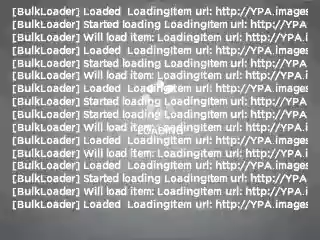 [BulkLoader] Loaded LoadingItem url: http://YPA.images
[BulkLoader] Started loading LoadingItem url: http://YPA
[BulkLoader] Will load item: LoadingItem url: http://YPA.i
[BulkLoader] Loaded LoadingItem url: http://YPA.images
[BulkLoader] Started loading LoadingItem url: http://YPA
[BulkLoader] Will load item: LoadingItem url: http://YPA.i
[BulkLoader] Loaded LoadingItem url: http://YPA.images
[BulkLoader] Started loading LoadingItem url: http://YPA
[BulkLoader] Started loading LoadingItem url: http://YPA
[BulkLoader] Will load item: LoadingItem url: http://YPA.i
LOADING
[BulkLoader] Loaded LoadingItem url: http://YPA.images
[BulkLoader] Will load item: LoadingItem url: http://YPA.i
[BulkLoader] Loaded LoadingItem url: http://YPA.images
[BulkLoader] Started loading LoadingItem url: http://YPA
[BulkLoader] Will load item: LoadingItem url: http://YPA.i
[BulkLoader] Loaded LoadingItem url: http://YPA.images